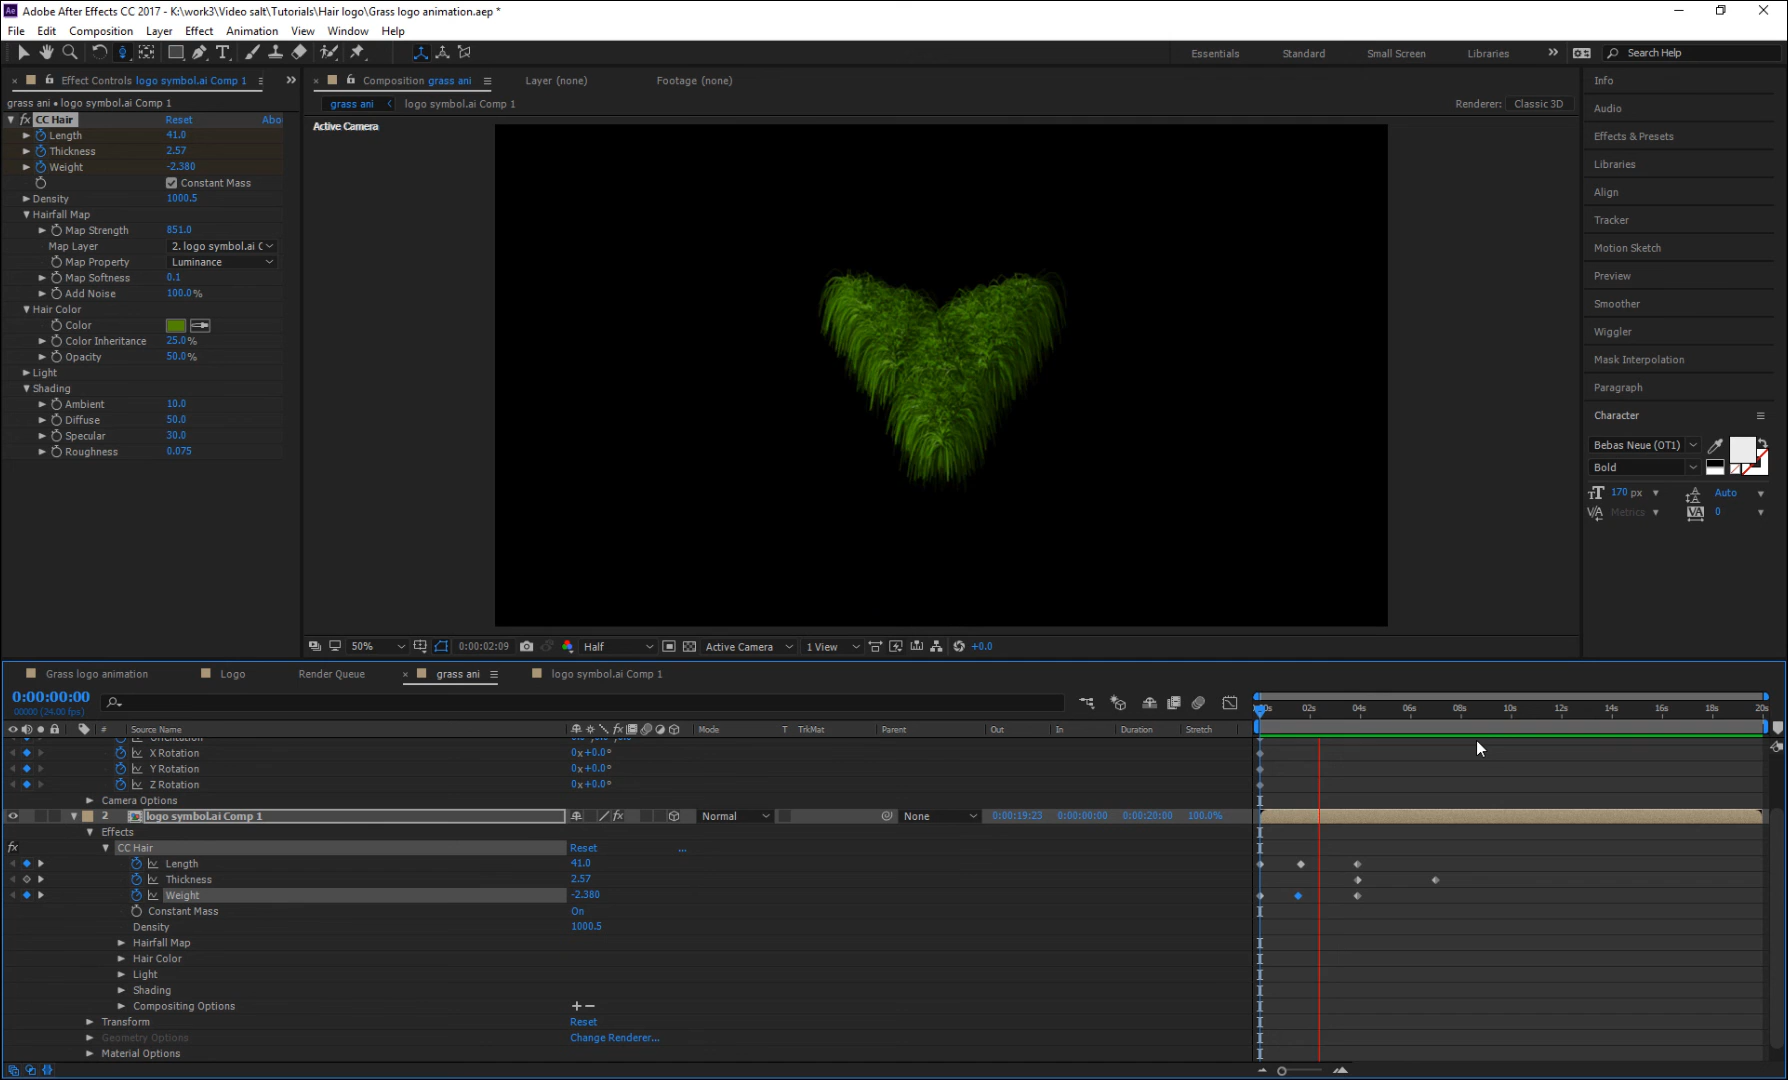 Adobe After Effects CC 2017 - K:\work3\Video salt\Tutorials\Hair logo\Grass logo animation.aep *
File Edit Composition Layer Effect Animation View Window Help
Essentials Standard Small Screen Libraries Search Help
Effect Controls logo symbol.ai Comp 1
Composition grass ani Layer (none) Footage (none)
grass ani • logo symbol.ai Comp 1
grass ani logo symbol.ai Comp 1 Renderer: Classic 3D
Active Camera
fx CC Hair Reset Abo
Length 41.0
Thickness 2.57
Weight -2.380
Constant Mass
Density 1000.5
Hairfall Map
Map Strength 851.0
Map Layer 2. logo symbol.ai C
Map Property Luminance
Map Softness 0.1
Add Noise 100.0%
Hair Color
Color
Color Inheritance 25.0%
Opacity 50.0%
Light
Shading
Ambient 10.0
Diffuse 50.0
Specular 30.0
Roughness 0.075
Info
Audio
Effects & Presets
Libraries
Align
Tracker
Motion Sketch
Preview
Smoother
Wiggler
Mask Interpolation
Paragraph
Character
Bebas Neue (OT1)
Bold
170 px Auto
Metrics 0
50% 0:00:02:09 Half Active Camera 1 View +0.0
Grass logo animation Logo Render Queue grass ani logo symbol.ai Comp 1
0:00:00:00
00000 (24.00 fps)
02s 04s 06s 08s 10s 12s 14s 16s 18s 20s
# Source Name Mode T TrkMat Parent Out In Duration Stretch
X Rotation 0x+0.0°
Y Rotation 0x+0.0°
Z Rotation 0x+0.0°
Camera Options
2 logo symbol.ai Comp 1 Normal None 0:00:19:23 0:00:00:00 0:00:20:00 100.0%
Effects
fx CC Hair Reset ...
Length 41.0
Thickness 2.57
Weight -2.380
Constant Mass On
Density 1000.5
Hairfall Map
Hair Color
Light
Shading
Compositing Options + −
Transform Reset
Geometry Options Change Renderer...
Material Options